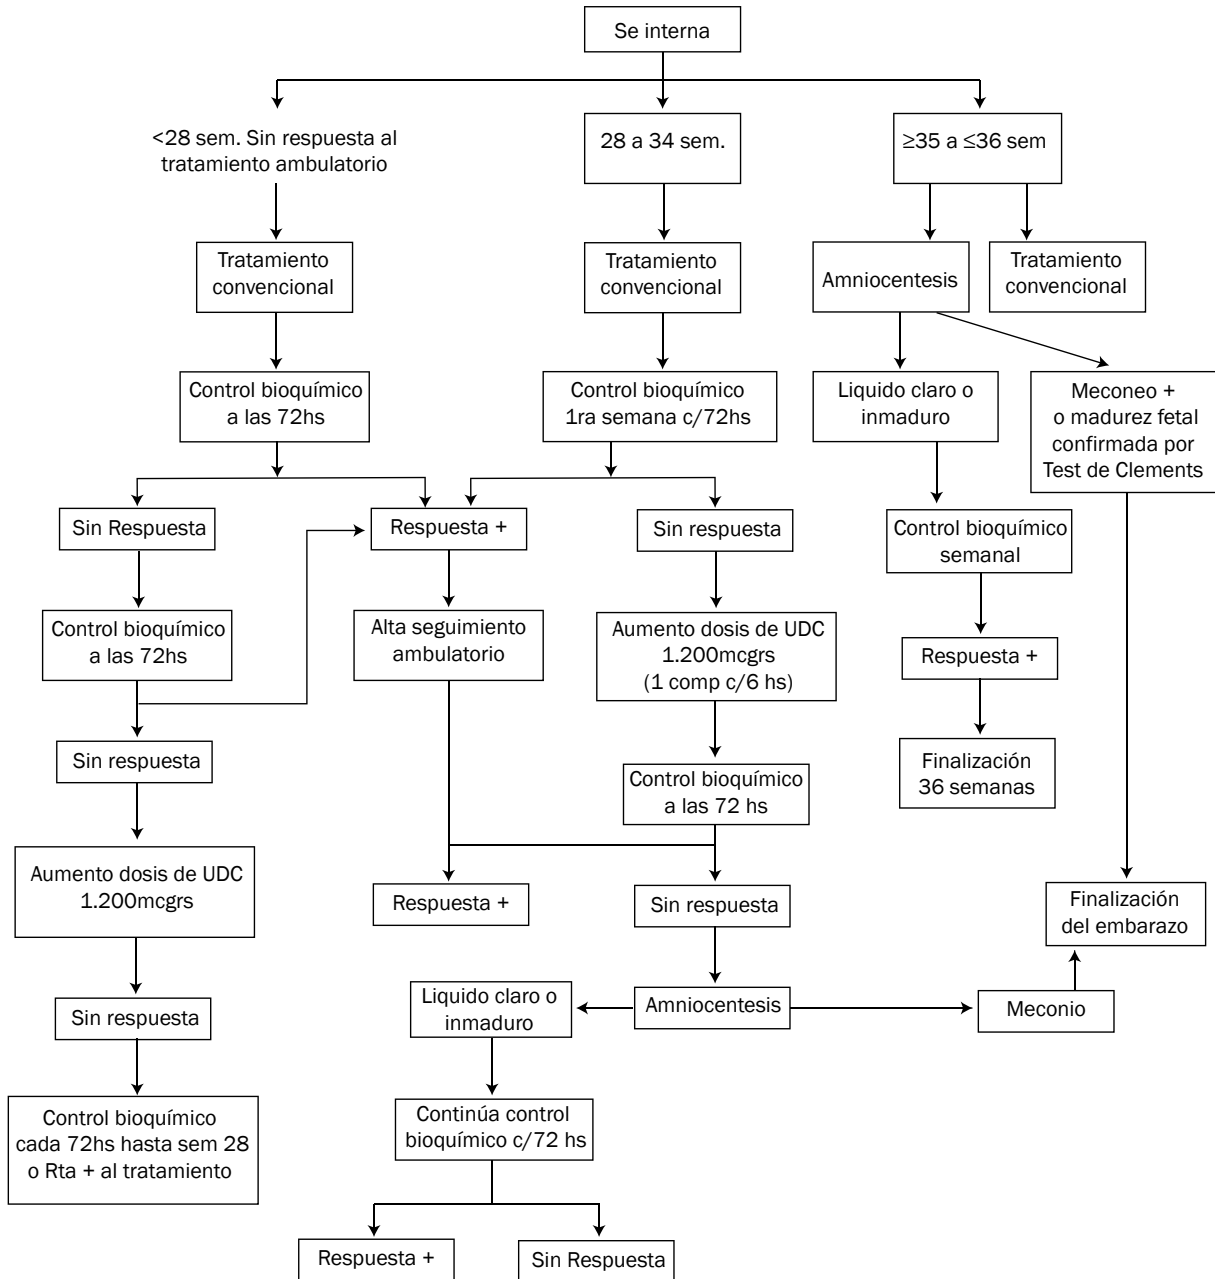 Se interna
<28 sem. Sin respuesta al
tratamiento ambulatorio
28 a 34 sem.
≥35 a ≤36 sem
Tratamiento
convencional
Tratamiento
convencional
Amniocentesis
Tratamiento
convencional
Control bioquímico
a las 72hs
Control bioquímico
1ra semana c/72hs
Liquido claro o
inmaduro
Meconeo +
o madurez fetal
confirmada por
Test de Clements
Sin Respuesta
Respuesta +
Sin respuesta
Control bioquímico
semanal
Control bioquímico
a las 72hs
Alta seguimiento
ambulatorio
Aumento dosis de UDC
1.200mcgrs
(1 comp c/6 hs)
Respuesta +
Sin respuesta
Control bioquímico
a las 72 hs
Finalización
36 semanas
Aumento dosis de UDC
1.200mcgrs
Respuesta +
Sin respuesta
Finalización
del embarazo
Sin respuesta
Liquido claro o
inmaduro
Amniocentesis
Meconio
Control bioquímico
cada 72hs hasta sem 28
o Rta + al tratamiento
Continúa control
bioquímico c/72 hs
Respuesta +
Sin Respuesta